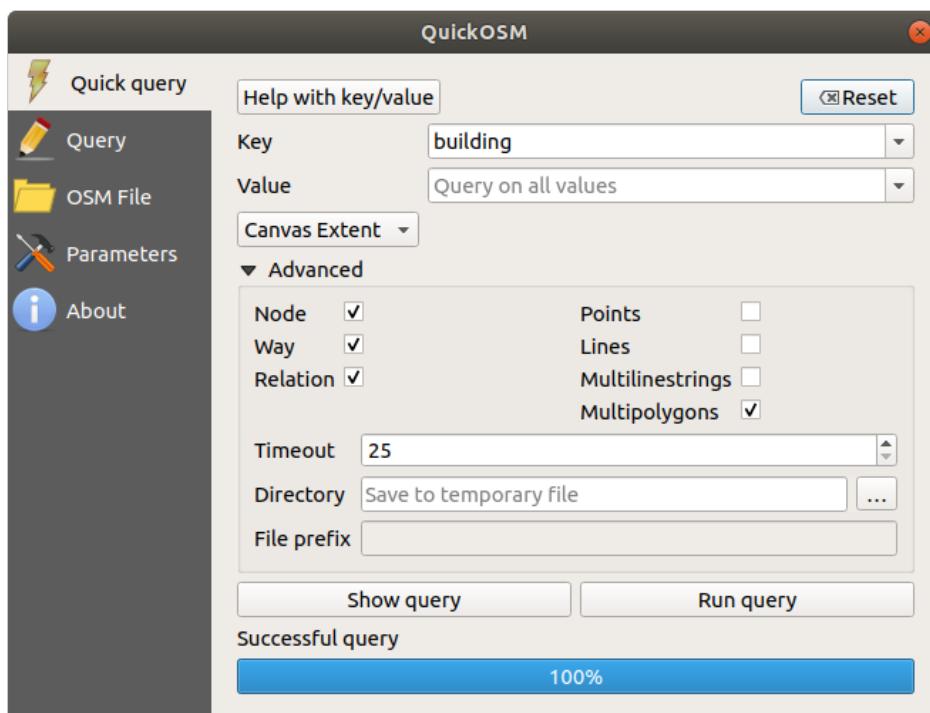 QuickOSM
Quick query
Query
OSM File
Parameters
About
Help with key/value
Reset
Key building
Value Query on all values
Canvas Extent
Advanced
Node Points
Way Lines
Relation Multilinestrings
Multipolygons
Timeout 25
Directory Save to temporary file ...
File prefix
Show query Run query
Successful query
100%